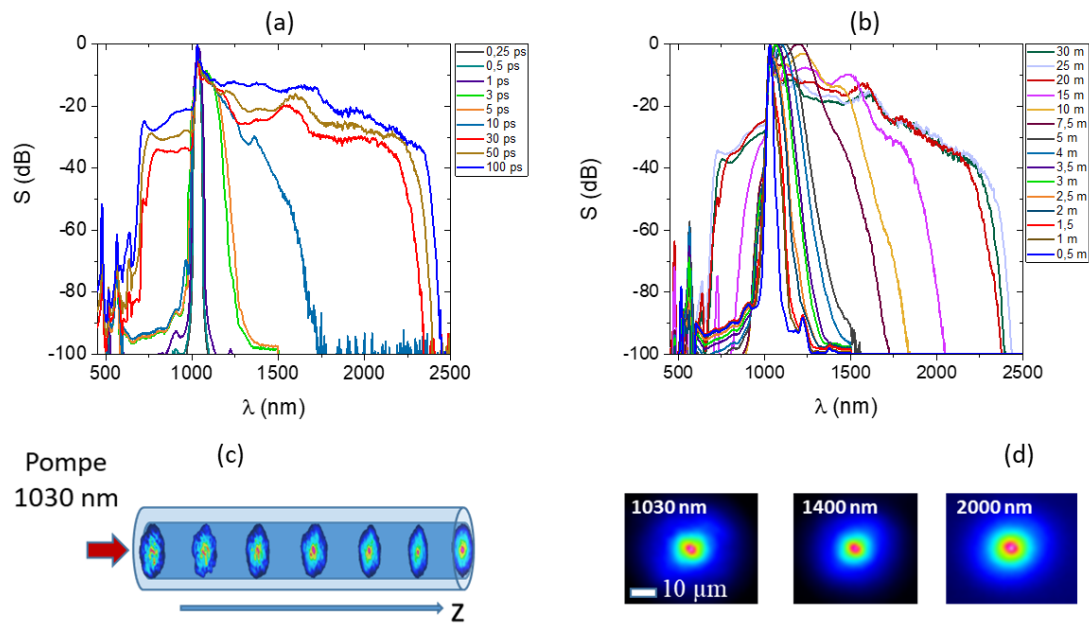 (a)
S (dB)
0
-20
-40
-60
-80
-100
500
1000
1500
2000
2500
λ (nm)
0,25 ps
0,5 ps
1 ps
3 ps
5 ps
10 ps
30 ps
50 ps
100 ps
(b)
S (dB)
0
-20
-40
-60
-80
-100
500
1000
1500
2000
2500
λ (nm)
30 m
25 m
20 m
15 m
10 m
7,5 m
5 m
4 m
3,5 m
3 m
2,5 m
2 m
1,5
1 m
0,5 m
(c)
Pompe
1030 nm
z
(d)
1030 nm
10 µm
1400 nm
2000 nm